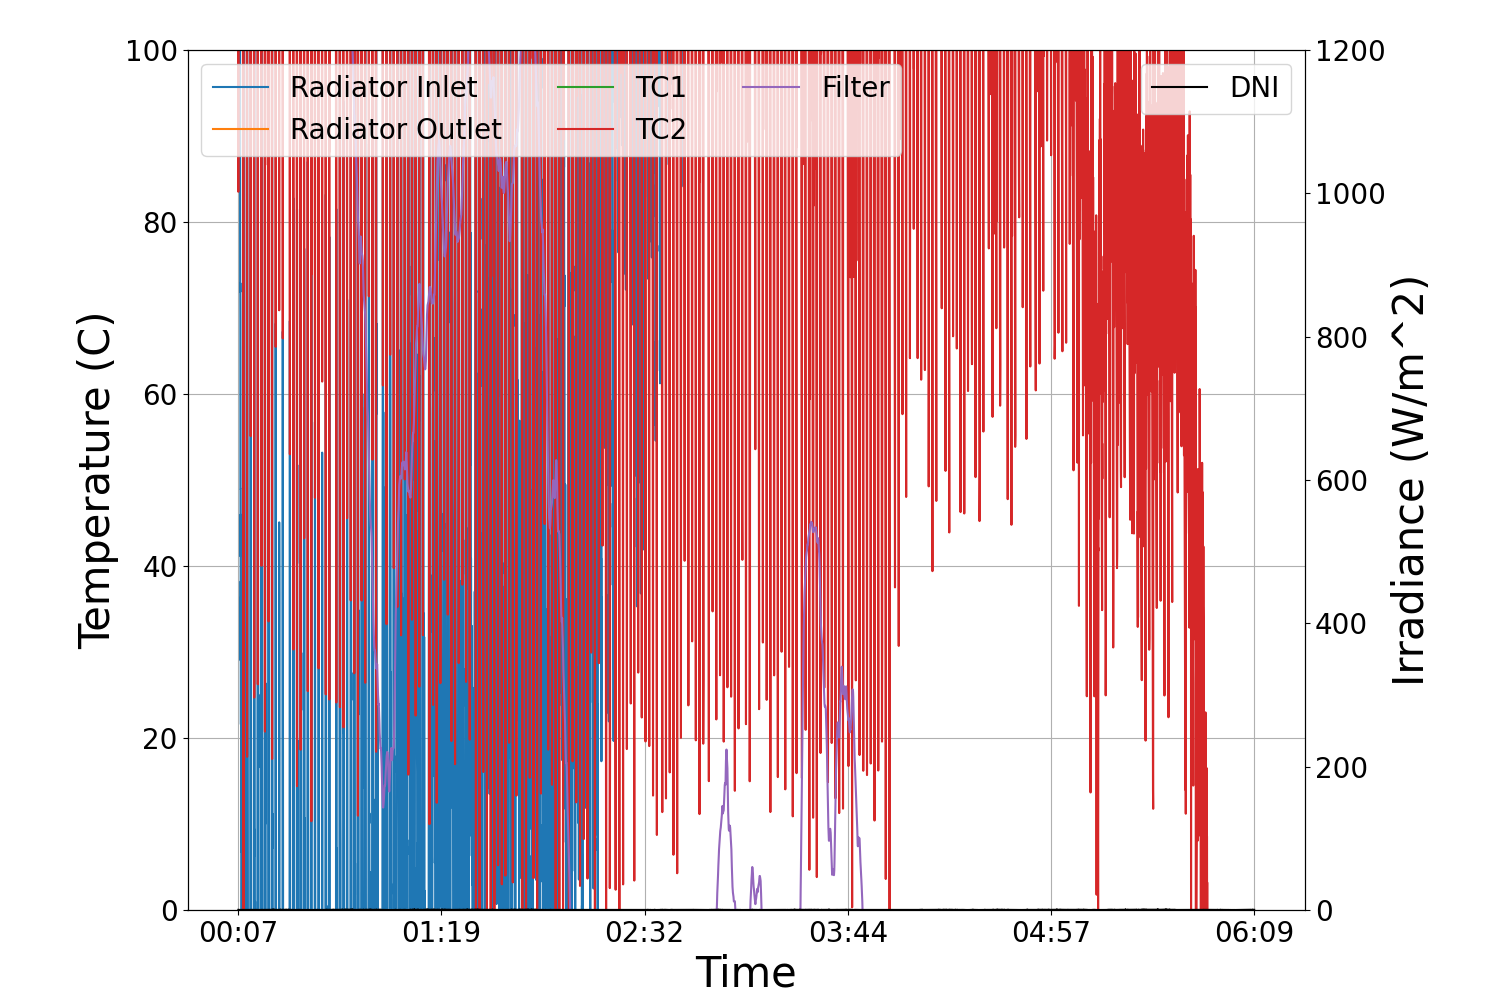 100
80
60
40
20
0
Temperature (C)
Radiator Inlet
Radiator Outlet
TC1
TC2
Filter
DNI
1200
1000
800
600
400
200
0
Irradiance (W/m^2)
00:07 01:19 02:32 03:44 04:57 06:09
Time